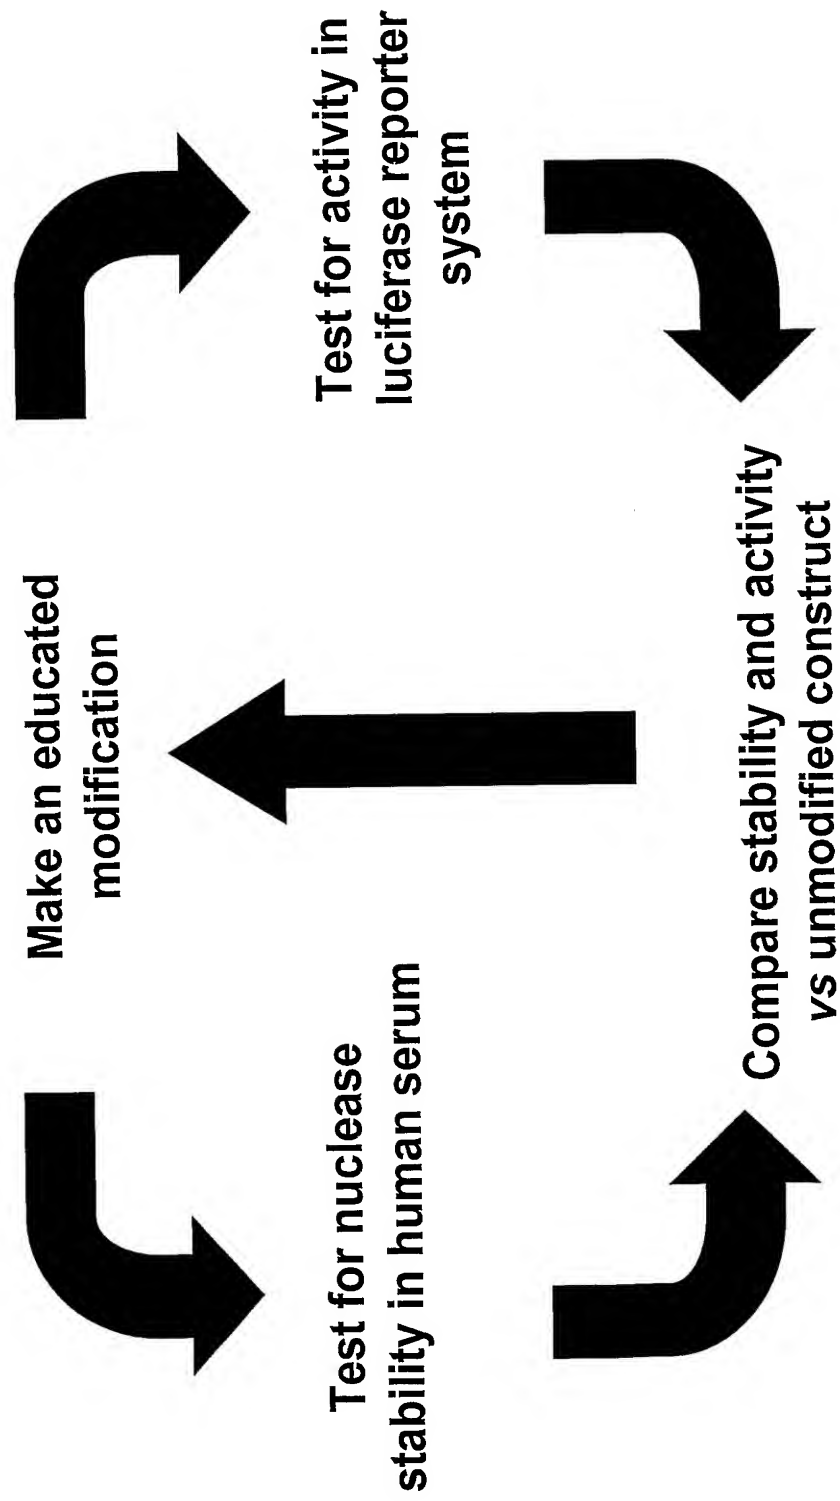 Make an educated
modification
Test for nuclease
stability in human serum
Test for activity in
luciferase reporter
system
Compare stability and activity
vs unmodified construct